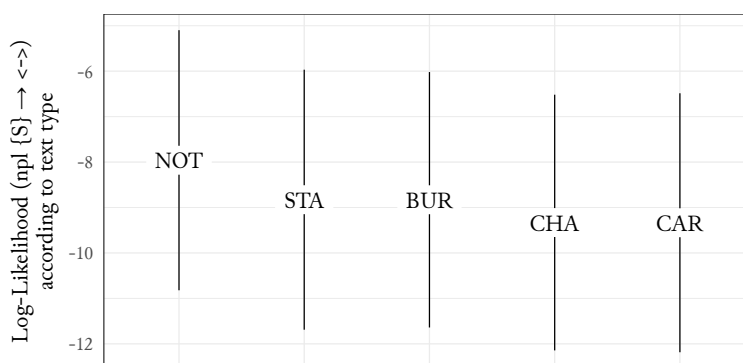 Log-Likelihood (npl {S} → <->)
according to text type
-6
-8
-10
-12
NOT
STA
BUR
CHA
CAR